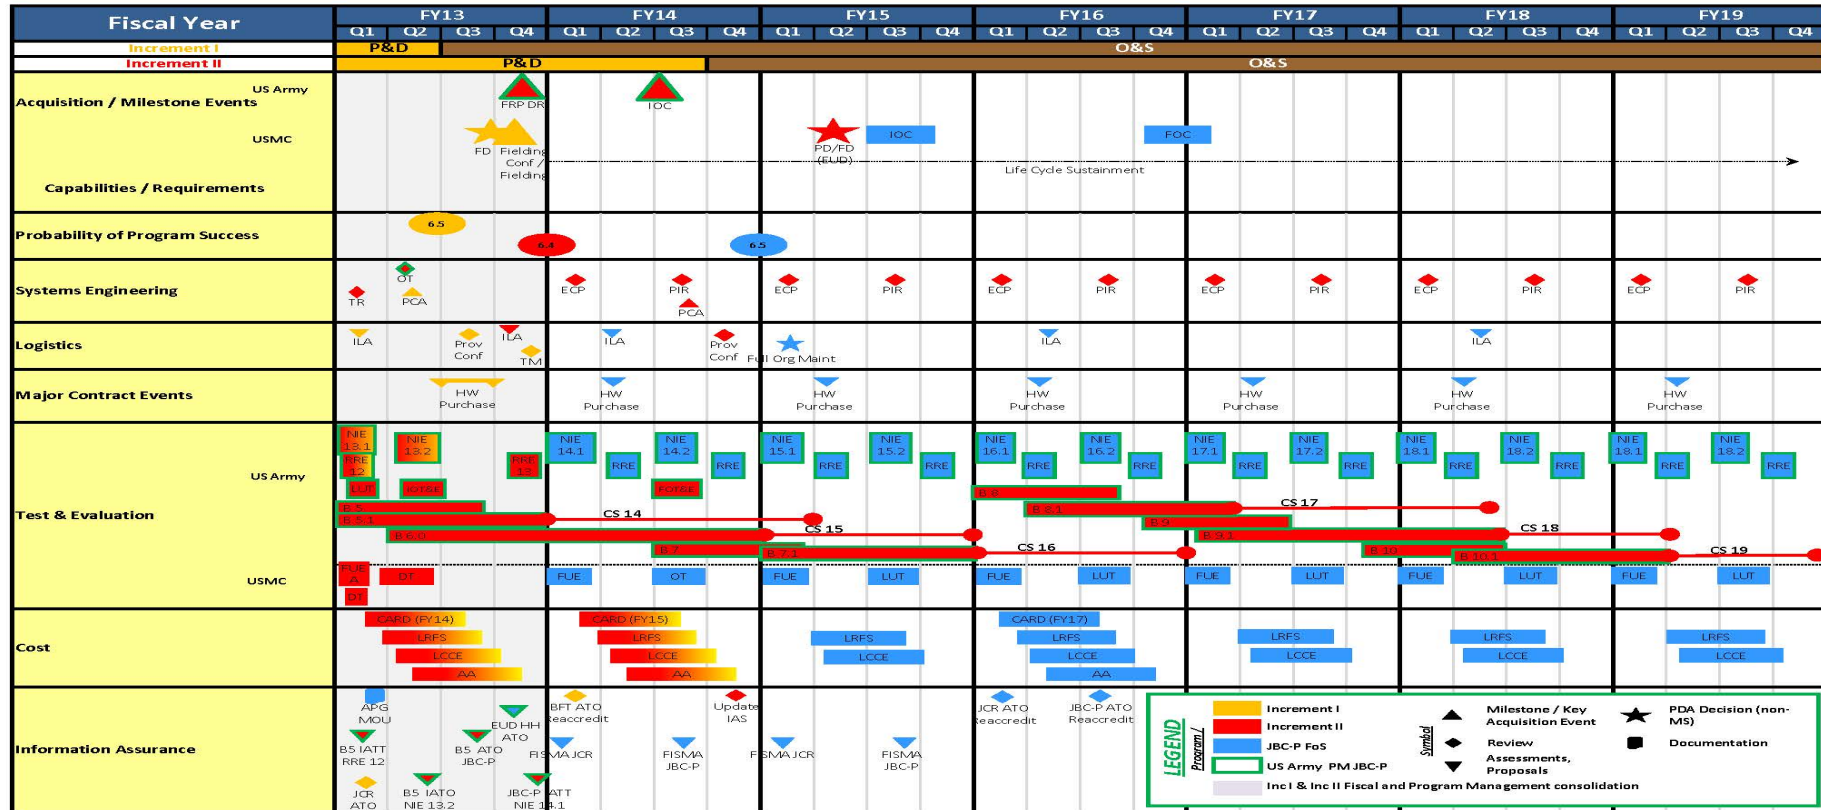 Fiscal Year
FY13 FY14 FY15 FY16 FY17 FY18 FY19
Q1 Q2 Q3 Q4 Q1 Q2 Q3 Q4 Q1 Q2 Q3 Q4 Q1 Q2 Q3 Q4 Q1 Q2 Q3 Q4 Q1 Q2 Q3 Q4 Q1 Q2 Q3 Q4
Increment I P&D O&S
Increment II P&D O&S
US Army
Acquisition / Milestone Events
FRP DR IOC
USMC
IOC FOC
FD Fielding
Conf /
Fielding
PD/FD
(EUD)
Life Cycle Sustainment
Capabilities / Requirements
Probability of Program Success
6.5
6.4 6.5
Systems Engineering
OT
TR PCA
ECP PIR ECP PIR ECP PIR ECP PIR ECP PIR ECP PIR
PCA
Logistics
ILA Prov
Conf
ILA
TM
ILA Prov
Conf
Full Org Maint
ILA ILA
Major Contract Events
HW
Purchase
HW
Purchase
HW
Purchase
HW
Purchase
HW
Purchase
HW
Purchase
HW
Purchase
Test & Evaluation
US Army
NIE
13.1
NIE
13.2
NIE
14.1
NIE
14.2
NIE
15.1
NIE
15.2
NIE
16.1
NIE
16.2
NIE
17.1
NIE
17.2
NIE
18.1
NIE
18.2
NIE
18.1
NIE
18.2
RRE
12
RRE
13
RRE RRE RRE RRE RRE RRE RRE RRE RRE RRE RRE RRE
LUT IOT&E FOT&E
B 5
B 5.1 CS 14
B 6.0 CS 15
B 7
B 7.1 CS 16
B 8
B 8.1 CS 17
B 9
B 9.1 CS 18
B 10
B 10.1 CS 19
USMC
FUE
A
DT
DT
FUE OT FUE LUT FUE LUT FUE LUT FUE LUT FUE LUT
Cost
CARD (FY14) CARD (FY15) CARD (FY17)
LRFS LRFS LRFS LRFS LRFS LRFS LRFS
LCCE LCCE LCCE LCCE LCCE LCCE LCCE
AA AA AA
Information Assurance
APG
MOU
EUD HH
ATO
BFT ATO
Reaccredit
Update
IAS
JCR ATO
Reaccredit
JBC-P ATO
Reaccredit
B5 IATT
RRE 12
B5 ATO
JBC-P
FISMA JCR
FISMA
JBC-P
FISMA JCR
FISMA
JBC-P
JCR
ATO
B5 IATO
NIE 13.2
JBC-P ATT
NIE 14.1
LEGEND
Program /
Increment I
Increment II
JBC-P FoS
US Army PM JBC-P
Inc I & Inc II Fiscal and Program Management consolidation
Symbol
Milestone / Key
Acquisition Event
Review
Assessments,
Proposals
PDA Decision (non-
MS)
Documentation